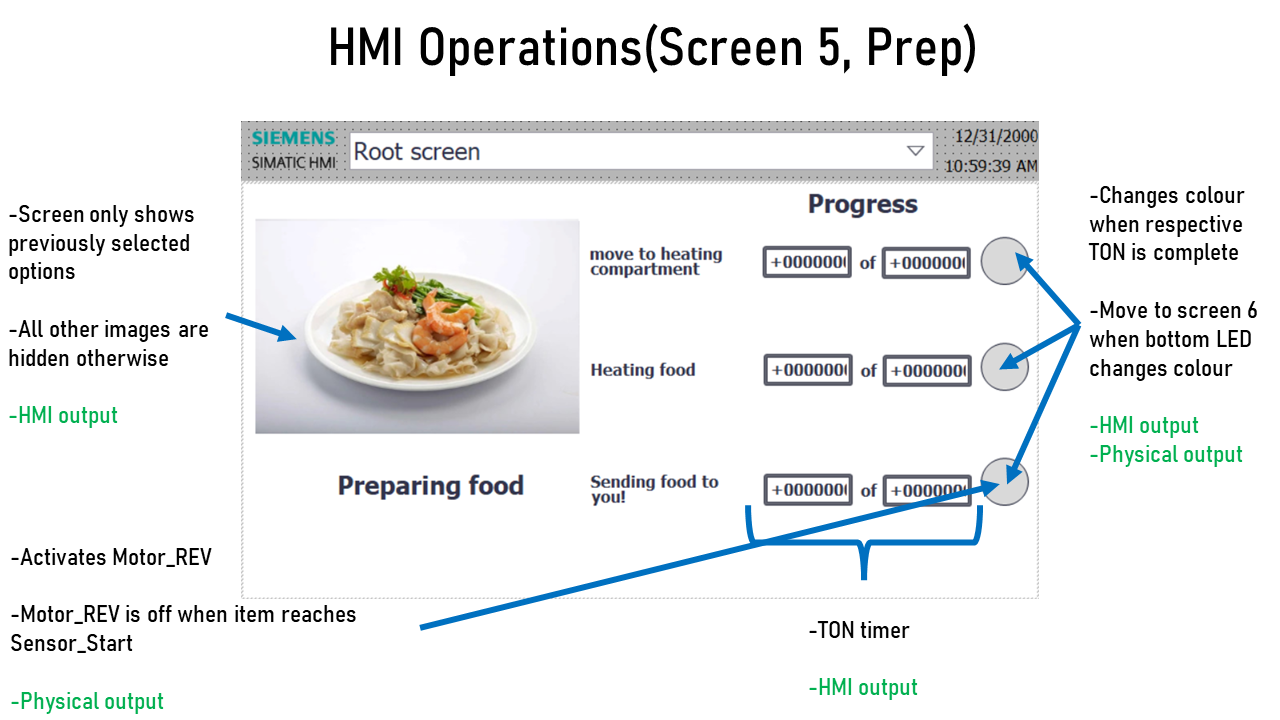 HMI Operations(Screen 5, Prep)
SIEMENS
SIMATIC HMI
Root screen
12/31/2000
10:59:39 AM
-Screen only shows
previously selected
options
-All other images are
hidden otherwise
-HMI output
Progress
move to heating
compartment
+0000000 of +0000000
Heating food
+0000000 of +0000000
Preparing food
Sending food to
you!
+0000000 of +0000000
-Changes colour
when respective
TON is complete
-Move to screen 6
when bottom LED
changes colour
-HMI output
-Physical output
-Activates Motor_REV
-Motor_REV is off when item reaches
Sensor_Start
-Physical output
-TON timer
-HMI output